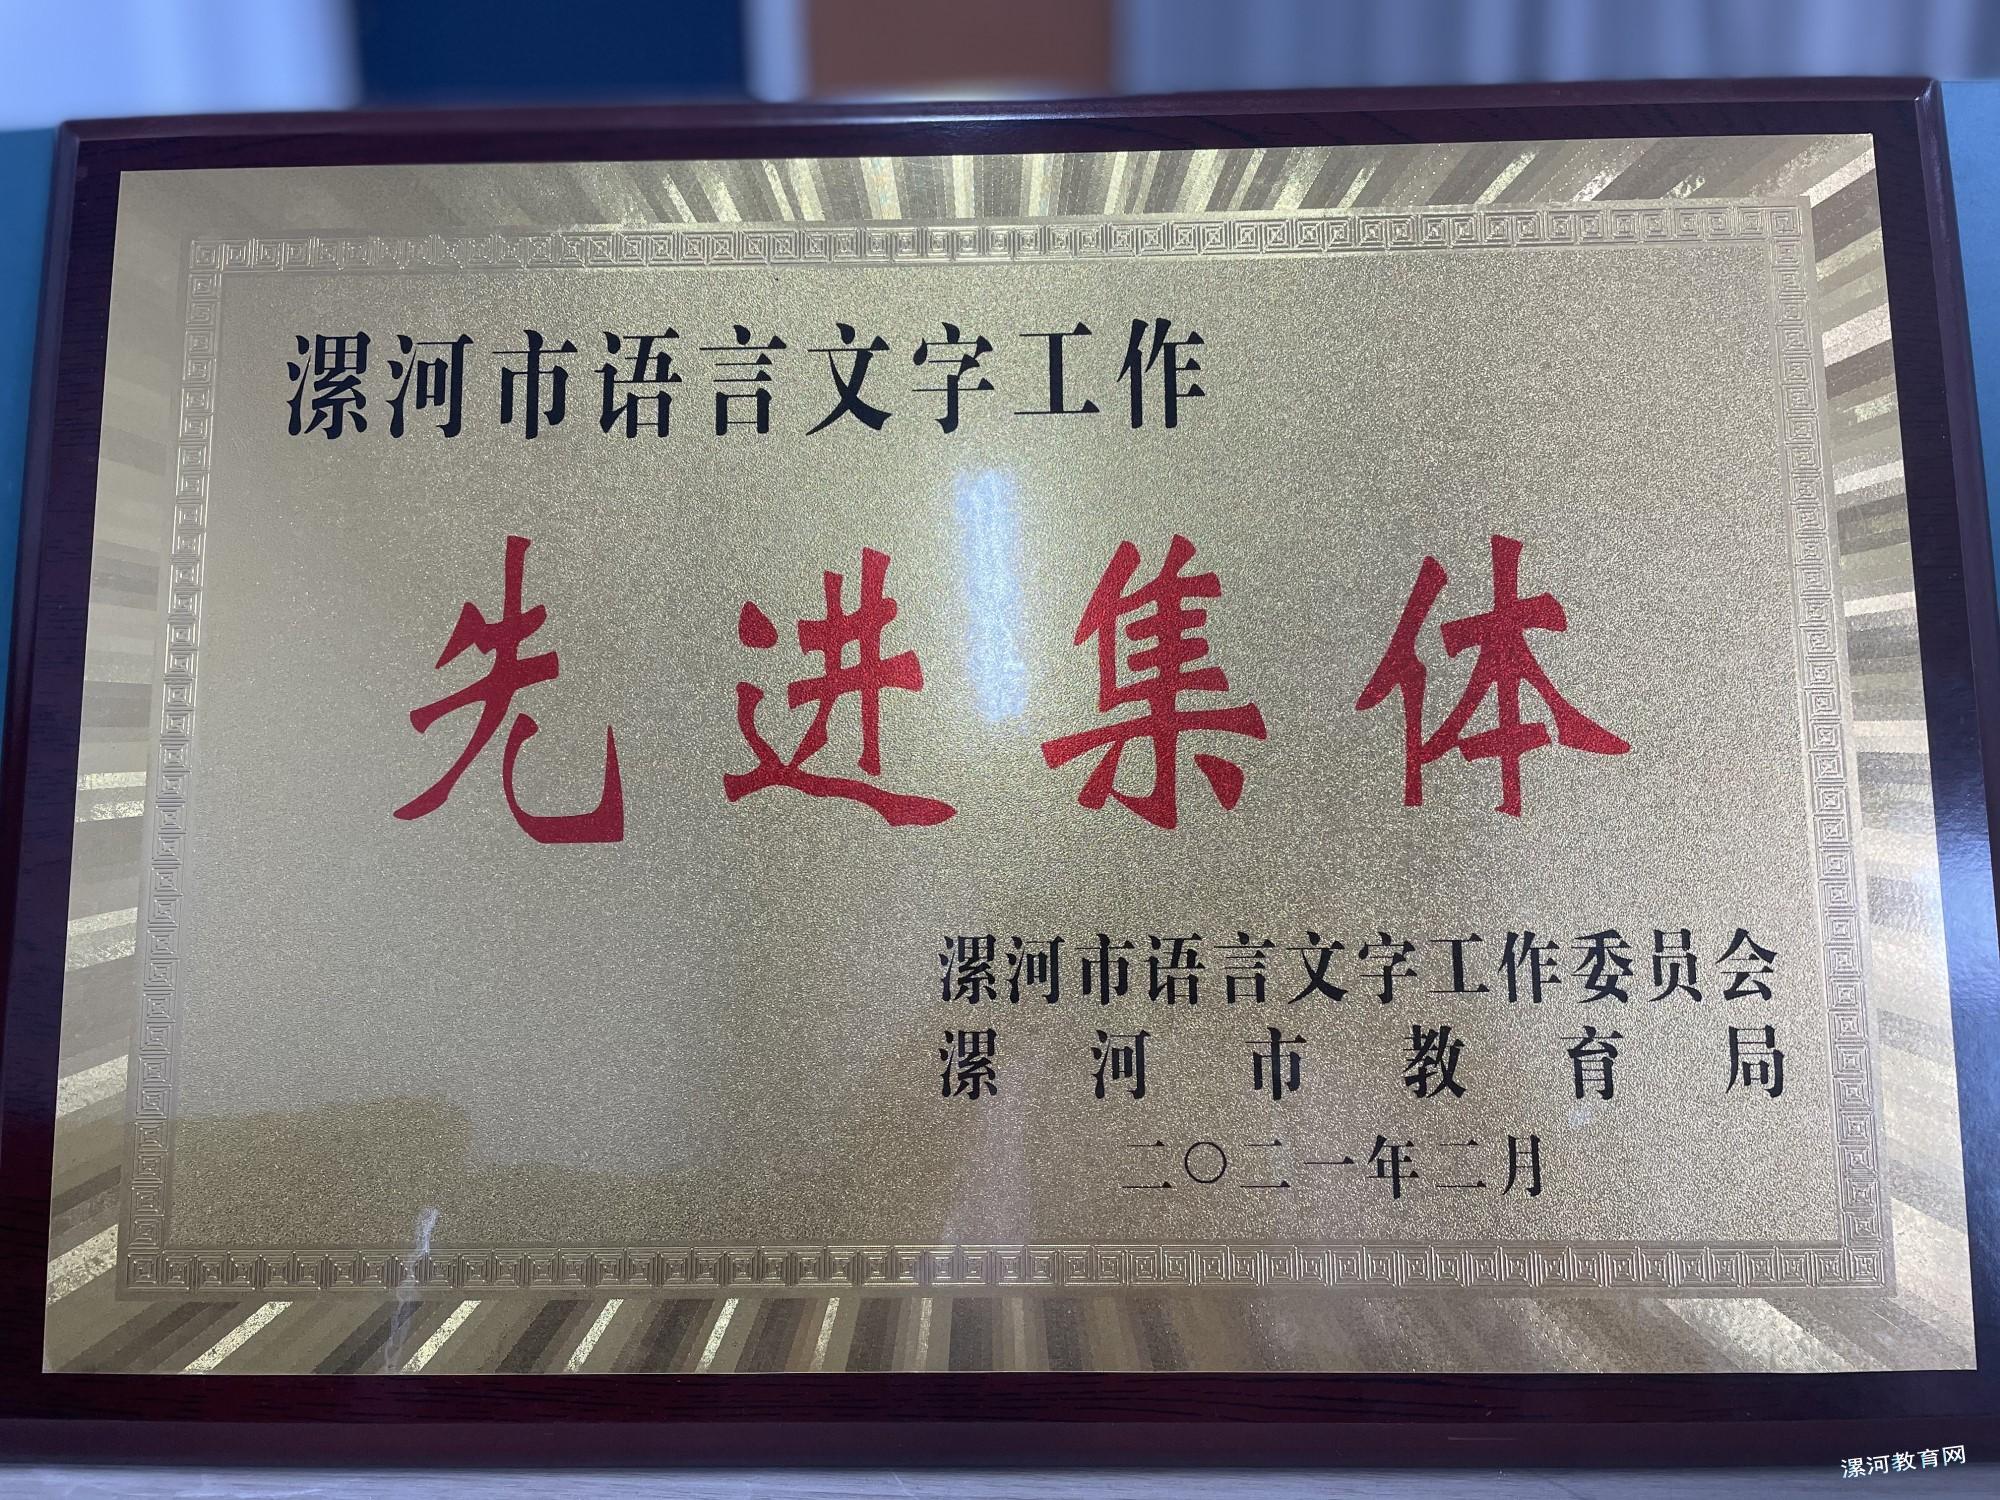 漯河市语言文字工作
先进集体
漯河市语言文字工作委员会
漯河市教育局
二〇二一年二月
漯河教育网